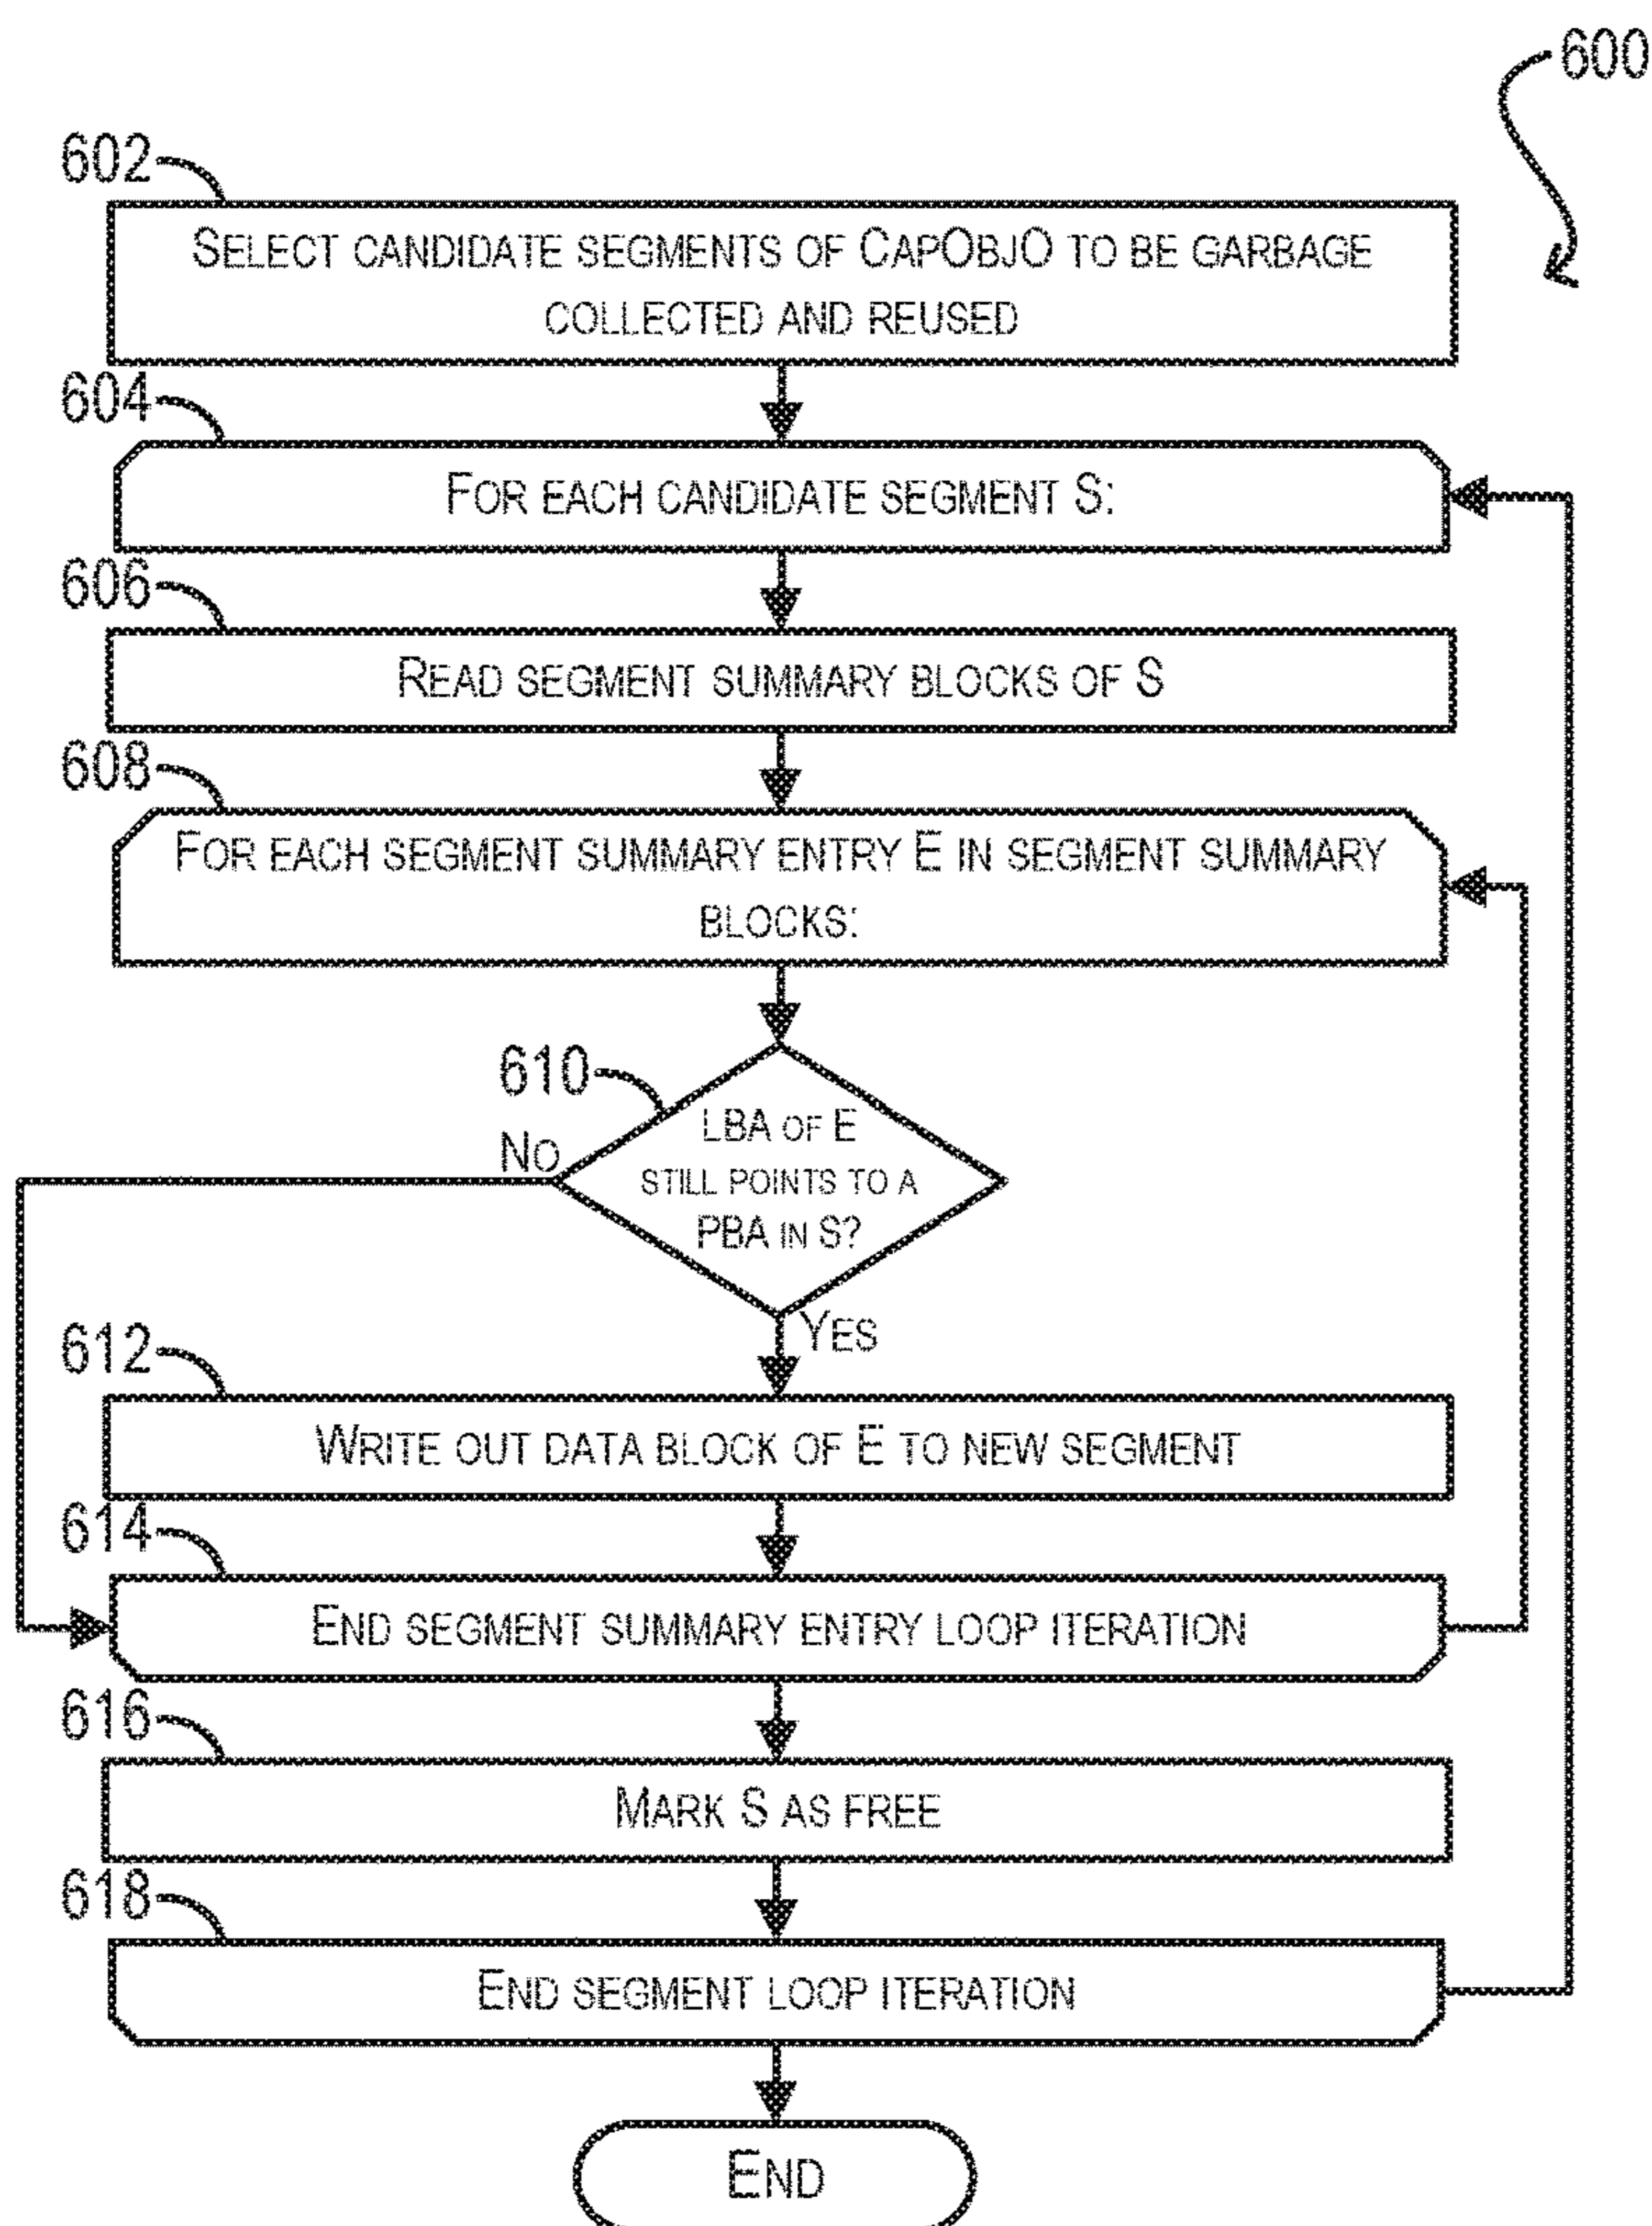 600
602
Select candidate segments of CapObjO to be garbage
collected and reused
604
For each candidate segment S:
606
Read segment summary blocks of S
608
For each segment summary entry E in segment summary
blocks:
610
LBA of E
still points to a
PBA in S?
No
Yes
612
Write out data block of E to new segment
614
End segment summary entry loop iteration
616
Mark S as free
618
End segment loop iteration
End